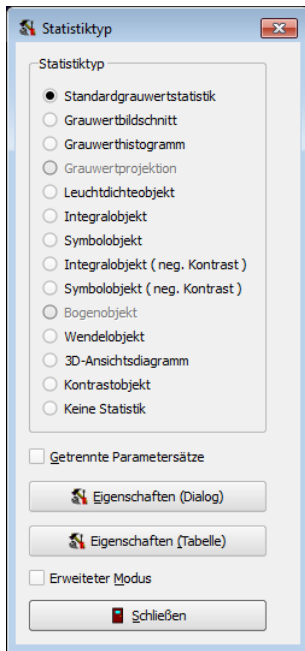 Statistiktyp
Statistiktyp
Standardgrauwertstatistik
Grauwertbildschnitt
Grauwerthistogramm
Grauwertprojektion
Leuchtdichteobjekt
Integralobjekt
Symbolobjekt
Integralobjekt ( neg. Kontrast )
Symbolobjekt ( neg. Kontrast )
Bogenobjekt
Wendelobjekt
3D-Ansichtsdiagramm
Kontrastobjekt
Keine Statistik
Getrennte Parametersätze
Eigenschaften (Dialog)
Eigenschaften (Tabelle)
Erweiteter Modus
Schließen